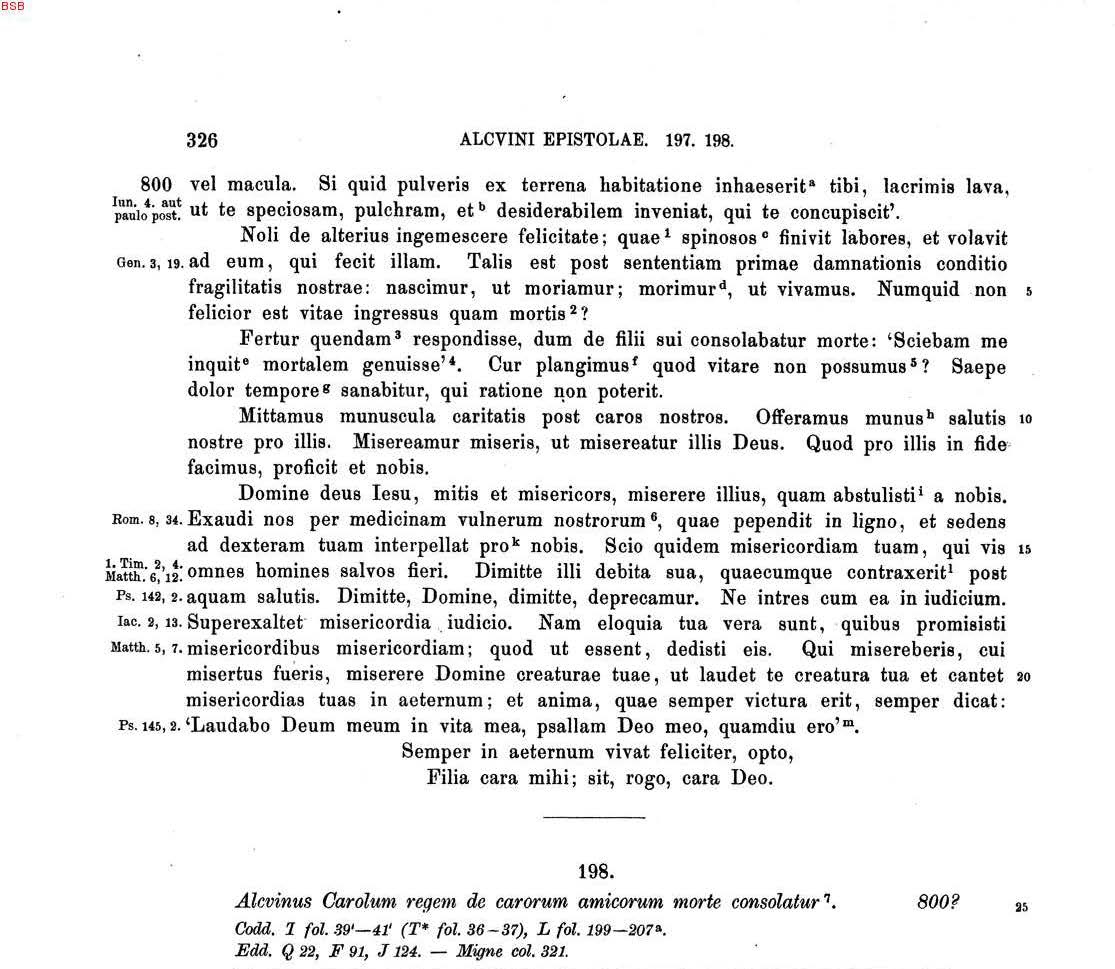 BSB
326 ALCVINI EPISTOLAE. 197. 198.
800 vel macula. Si quid pulveris ex terrena habitatione inhaeserit a tibi, lacrimis lava,
Iun. 4. aut paulo post. ut te speciosam, pulchram, et b desiderabilem inveniat, qui te concupiscit’.
Noli de alterius ingemescere felicitate; quae 1 spinosos c finivit labores, et volavit
Gen. 3, 19. ad eum, qui fecit illam. Talis est post sententiam primae damnationis conditio
fragilitatis nostrae: nascimur, ut moriamur; morimur d, ut vivamus. Numquid non 5
felicior est vitae ingressus quam mortis 2?
Fertur quendam 3 respondisse, dum de filii sui consolabatur morte: ‘Sciebam me
inquit e mortalem genuisse’ 4. Cur plangimus f quod vitare non possumus 5? Saepe
dolor tempore g sanabitur, qui ratione non poterit.
Mittamus munuscula caritatis post caros nostros. Offeramus munus h salutis 10
nostre pro illis. Misereamur miseris, ut misereatur illis Deus. Quod pro illis in fide
facimus, proficit et nobis.
Domine deus Iesu, mitis et misericors, miserere illius, quam abstulisti i a nobis.
Rom. 8, 34. Exaudi nos per medicinam vulnerum nostrorum 6, quae pependit in ligno, et sedens
ad dexteram tuam interpellat pro k nobis. Scio quidem misericordiam tuam, qui vis 15
1. Tim. 2, 4. Matth. 6, 12. omnes homines salvos fieri. Dimitte illi debita sua, quaecumque contraxerit l post
Ps. 142, 2. aquam salutis. Dimitte, Domine, dimitte, deprecamur. Ne intres cum ea in iudicium.
Iac. 2, 13. Superexaltet misericordia iudicio. Nam eloquia tua vera sunt, quibus promisisti
Matth. 5, 7. misericordibus misericordiam; quod ut essent, dedisti eis. Qui misereberis, cui
misertus fueris, miserere Domine creaturae tuae, ut laudet te creatura tua et cantet 20
misericordias tuas in aeternum; et anima, quae semper victura erit, semper dicat:
Ps. 145, 2. ‘Laudabo Deum meum in vita mea, psallam Deo meo, quamdiu ero’ m.
Semper in aeternum vivat feliciter, opto,
Filia cara mihi; sit, rogo, cara Deo.
198.
Alcvinus Carolum regem de carorum amicorum morte consolatur 7. 800? 25
Codd. T fol. 39'—41' (T* fol. 36—37), L fol. 199—207a.
Edd. Q 22, F 91, J 124. — Migne col. 321.